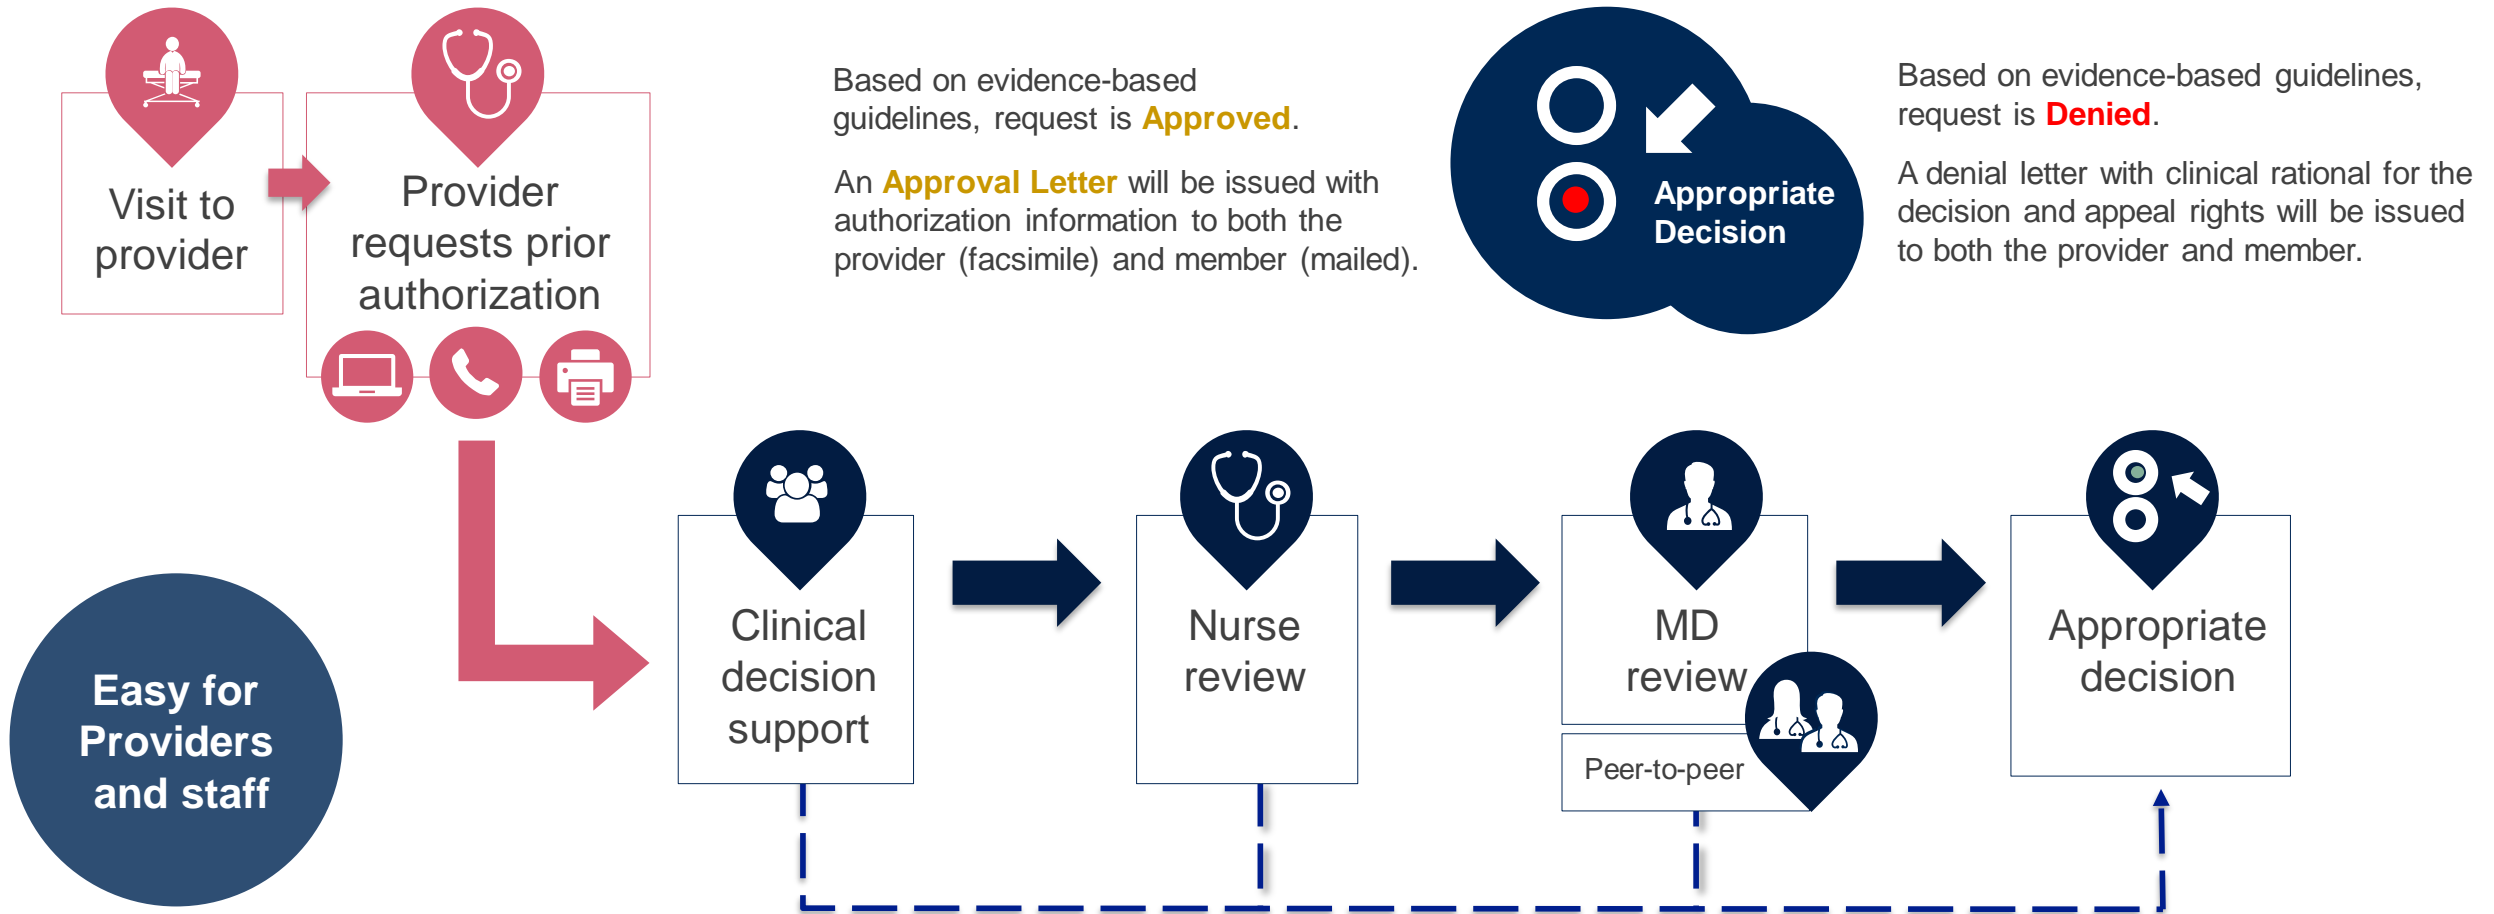 Visit to
provider
Provider
requests prior
authorization
Based on evidence-based
guidelines, request is Approved.
An Approval Letter will be issued with
authorization information to both the
provider (facsimile) and member (mailed).
Appropriate
Decision
Based on evidence-based guidelines,
request is Denied.
A denial letter with clinical rational for the
decision and appeal rights will be issued
to both the provider and member.
Easy for
Providers
and staff
Clinical
decision
support
Nurse
review
MD
review
Peer-to-peer
Appropriate
decision